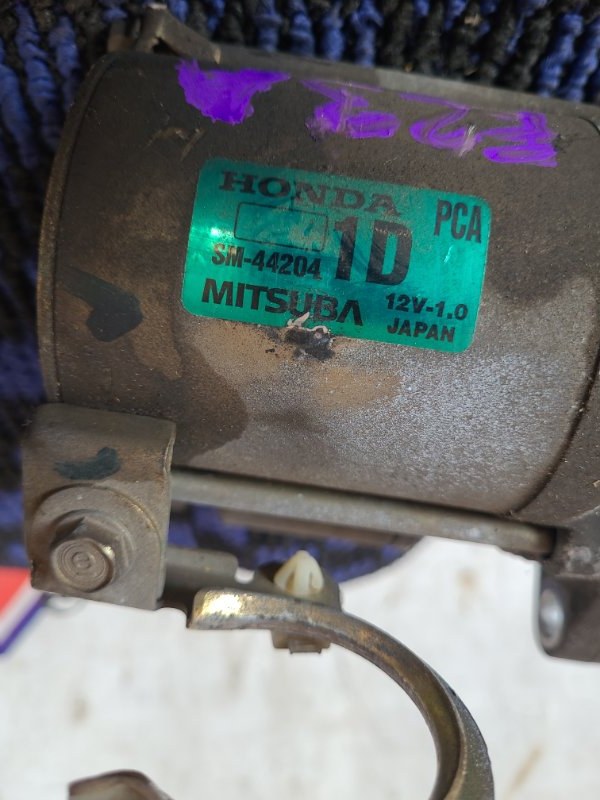 HONDA
PCA
1D
SM-44204
MITSUBA
12V-1.0
JAPAN